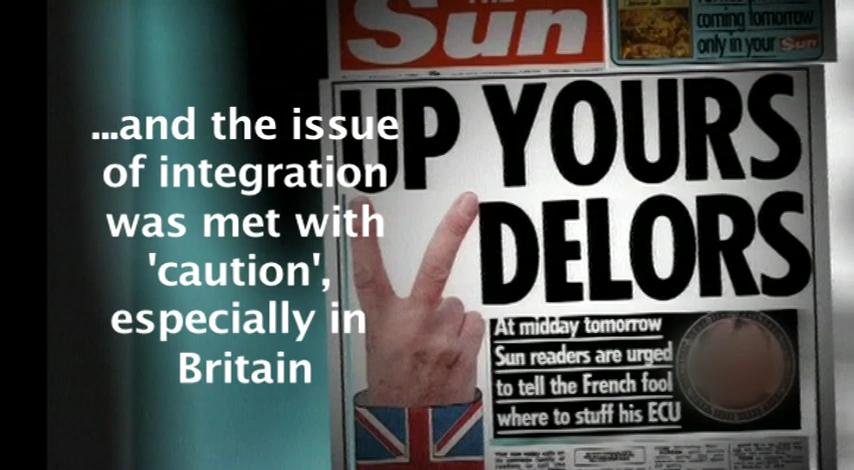 THE
Sun
coming tomorrow
only in your Sun
UP YOURS
DELORS
...and the issue
of integration
was met with
'caution',
especially in
Britain
At midday tomorrow
Sun readers are urged
to tell the French fool
where to stuff his ECU